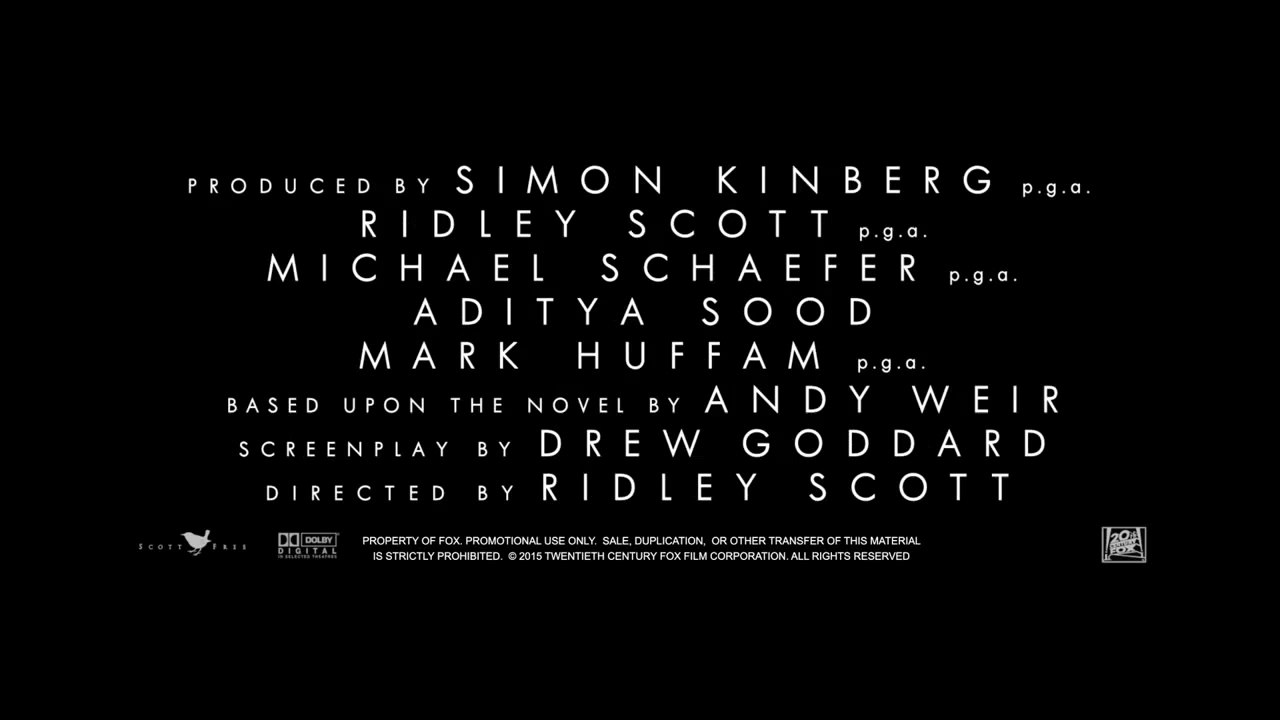 PRODUCED BY SIMON KINBERG p.g.a.
RIDLEY SCOTT p.g.a.
MICHAEL SCHAEFER p.g.a.
ADITYA SOOD
MARK HUFFAM p.g.a.
BASED UPON THE NOVEL BY ANDY WEIR
SCREENPLAY BY DREW GODDARD
DIRECTED BY RIDLEY SCOTT
SCOTT FREE
DOLBY
DIGITAL
IN SELECTED THEATRES
PROPERTY OF FOX. PROMOTIONAL USE ONLY. SALE, DUPLICATION, OR OTHER TRANSFER OF THIS MATERIAL
IS STRICTLY PROHIBITED. © 2015 TWENTIETH CENTURY FOX FILM CORPORATION. ALL RIGHTS RESERVED
20th
CENTURY
FOX